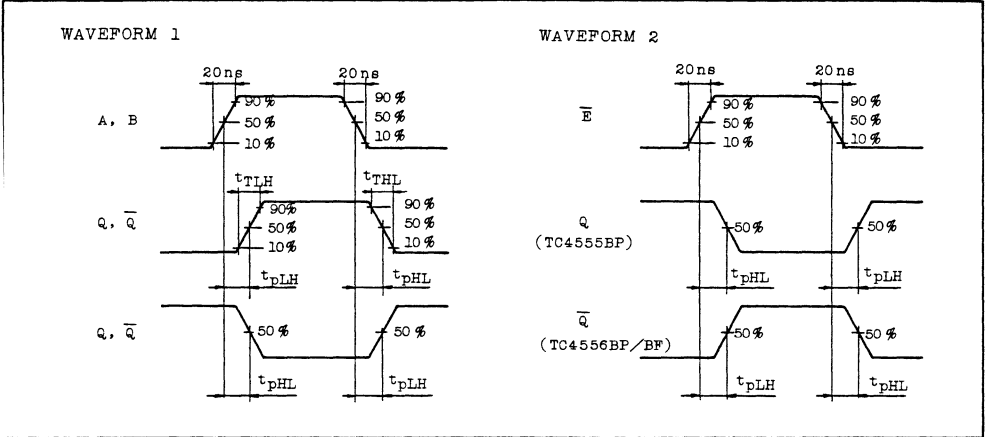 WAVEFORM 1
20ns 20ns
A, B
90% 90%
50% 50%
10% 10%
tTLH tTHL
Q, Q̅
90% 90%
50% 50%
10% 10%
tpLH tpHL
Q, Q̅
50% 50%
tpHL tpLH
WAVEFORM 2
20ns 20ns
E̅
90% 90%
50% 50%
10% 10%
Q
(TC4555BP)
50% 50%
tpHL tpLH
Q̅
(TC4556BP/BF)
50% 50%
tpLH tpHL